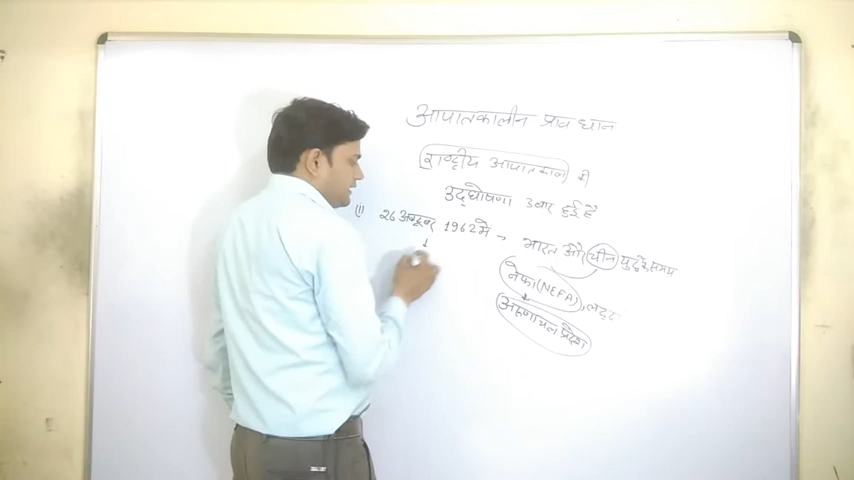 आपातकालीन प्रावधान
राष्ट्रीय आपातकाल की
उद्घोषणा 3 बार हुई है
(i) 26 अक्टूबर 1962 में → भारत और चीन युद्ध के समय
नेफा (NEFA), लद्दा
अरुणाचल प्रदेश